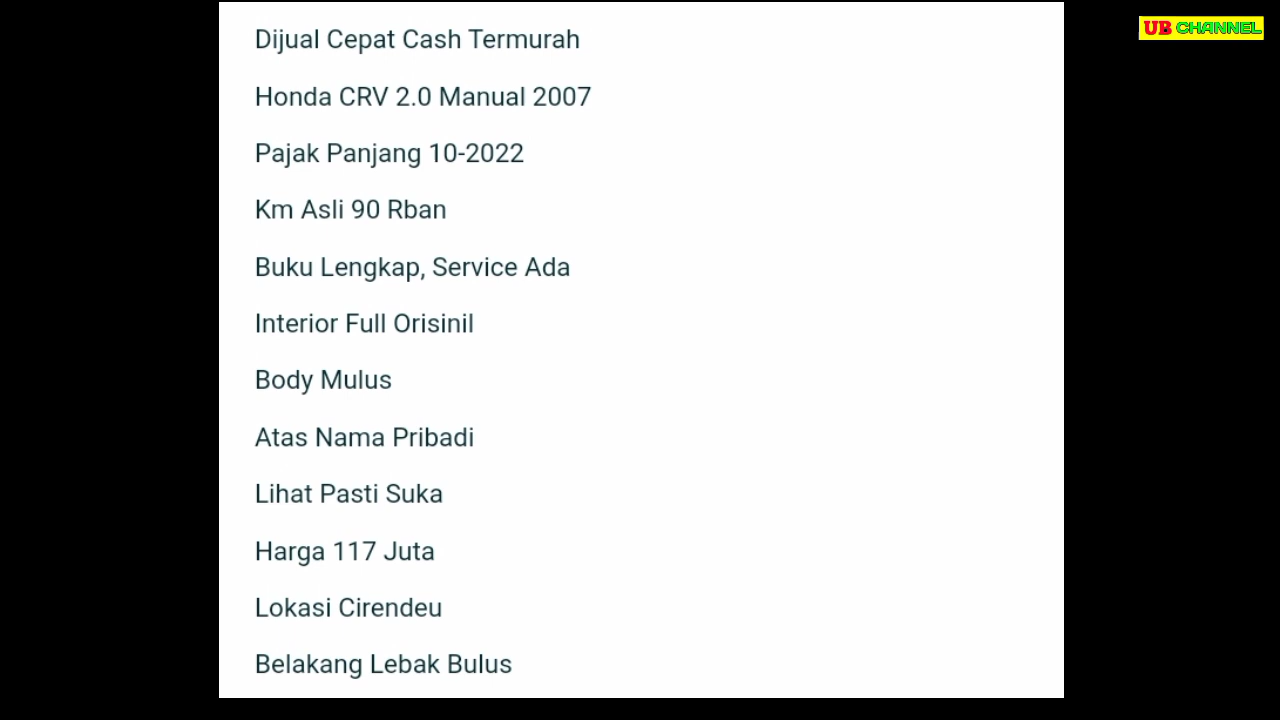 Dijual Cepat Cash Termurah
Honda CRV 2.0 Manual 2007
Pajak Panjang 10-2022
Km Asli 90 Rban
Buku Lengkap, Service Ada
Interior Full Orisinil
Body Mulus
Atas Nama Pribadi
Lihat Pasti Suka
Harga 117 Juta
Lokasi Cirendeu
Belakang Lebak Bulus
UB CHANNEL